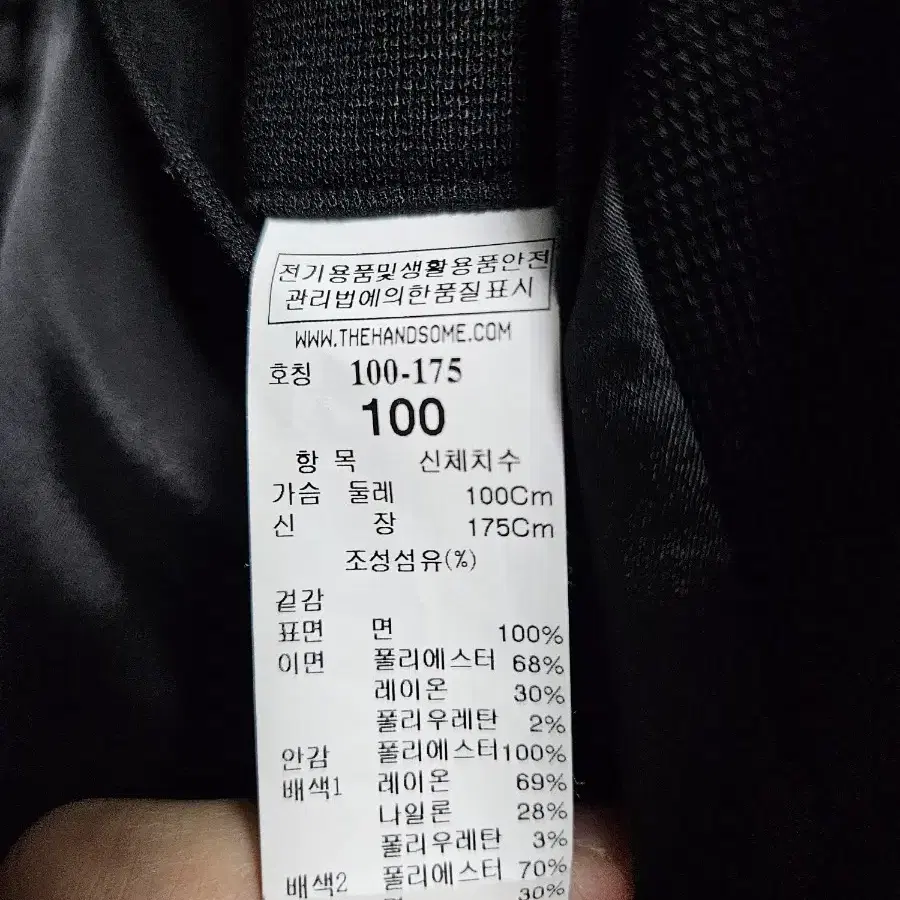 전기용품및생활용품안전
관리법에의한품질표시
WWW.THEHANDSOME.COM
호칭 100-175
100
항 목 신체치수
가슴 둘레 100Cm
신 장 175Cm
조성섬유(%)
겉감
표면 면 100%
이면 폴리에스터 68%
레이온 30%
폴리우레탄 2%
안감 폴리에스터 100%
배색1 레이온 69%
나일론 28%
폴리우레탄 3%
배색2 폴리에스터 70%
30%